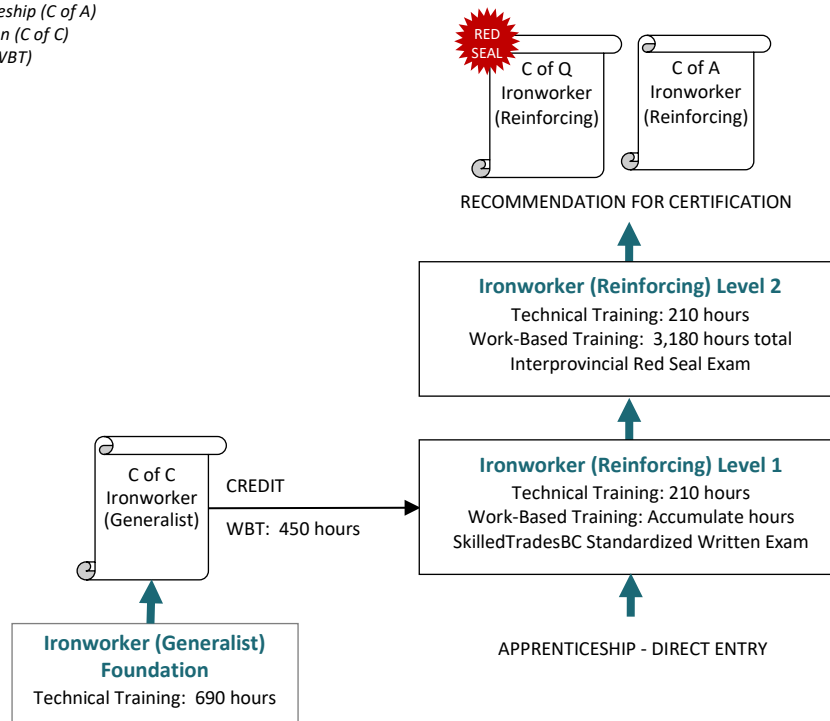 (C of A)
n (C of C)
RED
SEAL
C of Q
Ironworker
(Reinforcing)
C of A
Ironworker
(Reinforcing)
RECOMMENDATION FOR CERTIFICATION
Ironworker (Reinforcing) Level 2
Technical Training: 210 hours
Work-Based Training: 3,180 hours total
Interprovincial Red Seal Exam
C of C
Ironworker
(Generalist)
CREDIT
WBT: 450 hours
Ironworker (Reinforcing) Level 1
Technical Training: 210 hours
Work-Based Training: Accumulate hours
SkilledTradesBC Standardized Written Exam
Ironworker (Generalist)
Foundation
Technical Training: 690 hours
APPRENTICESHIP - DIRECT ENTRY